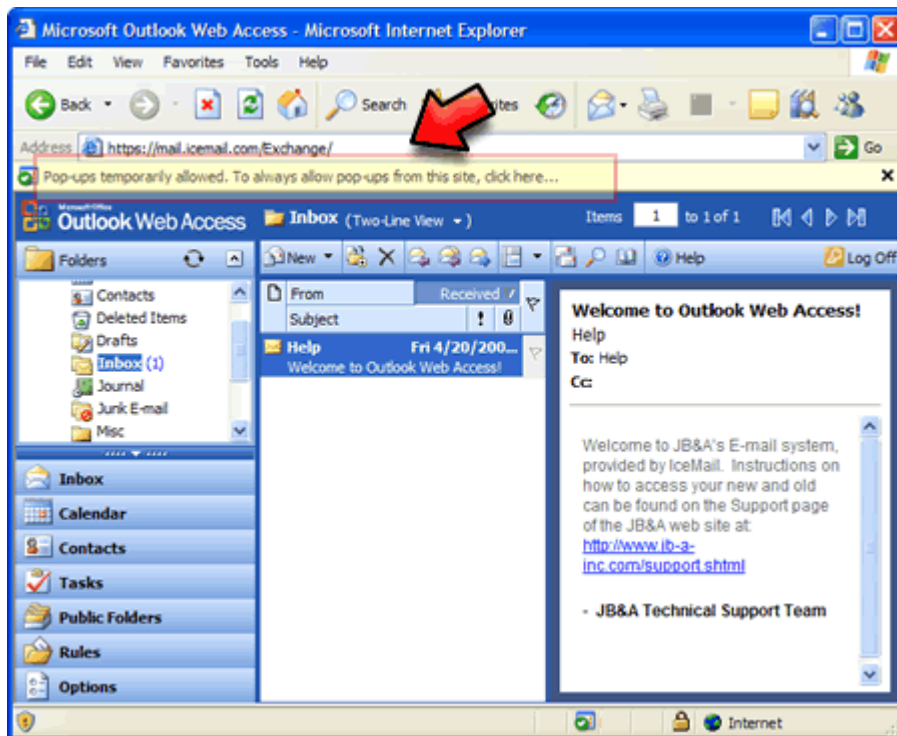 Microsoft Outlook Web Access - Microsoft Internet Explorer
File Edit View Favorites Tools Help
Back Search
Address https://mail.icemail.com/Exchange/ Go
Pop-ups temporarily allowed. To always allow pop-ups from this site, click here...
Microsoft Office
Outlook Web Access Inbox (Two-Line View ) Items 1 to 1 of 1
Folders New Help Log Off
Contacts
Deleted Items
Drafts
Inbox (1)
Journal
Junk E-mail
Misc
Inbox
Calendar
Contacts
Tasks
Public Folders
Rules
Options
From Received
Subject
Help Fri 4/20/200...
Welcome to Outlook Web Access!
Welcome to Outlook Web Access!
Help
To: Help
Cc:
Welcome to JB&A's E-mail system,
provided by IceMail. Instructions on
how to access your new and old
can be found on the Support page
of the JB&A web site at:
http://www.jb-a-
inc.com/support.shtml
- JB&A Technical Support Team
Internet